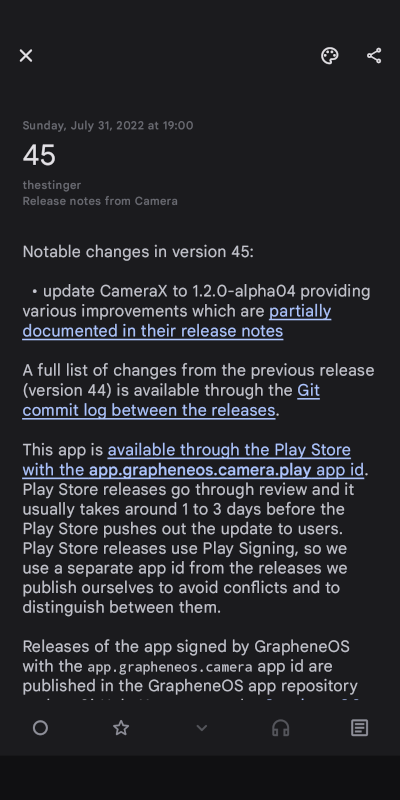 Sunday, July 31, 2022 at 19:00
45
thestinger
Release notes from Camera
Notable changes in version 45:
• update CameraX to 1.2.0-alpha04 providing
various improvements which are partially
documented in their release notes
A full list of changes from the previous release
(version 44) is available through the Git
commit log between the releases.
This app is available through the Play Store
with the app.grapheneos.camera.play app id.
Play Store releases go through review and it
usually takes around 1 to 3 days before the
Play Store pushes out the update to users.
Play Store releases use Play Signing, so we
use a separate app id from the releases we
publish ourselves to avoid conflicts and to
distinguish between them.
Releases of the app signed by GrapheneOS
with the app.grapheneos.camera app id are
published in the GrapheneOS app repository